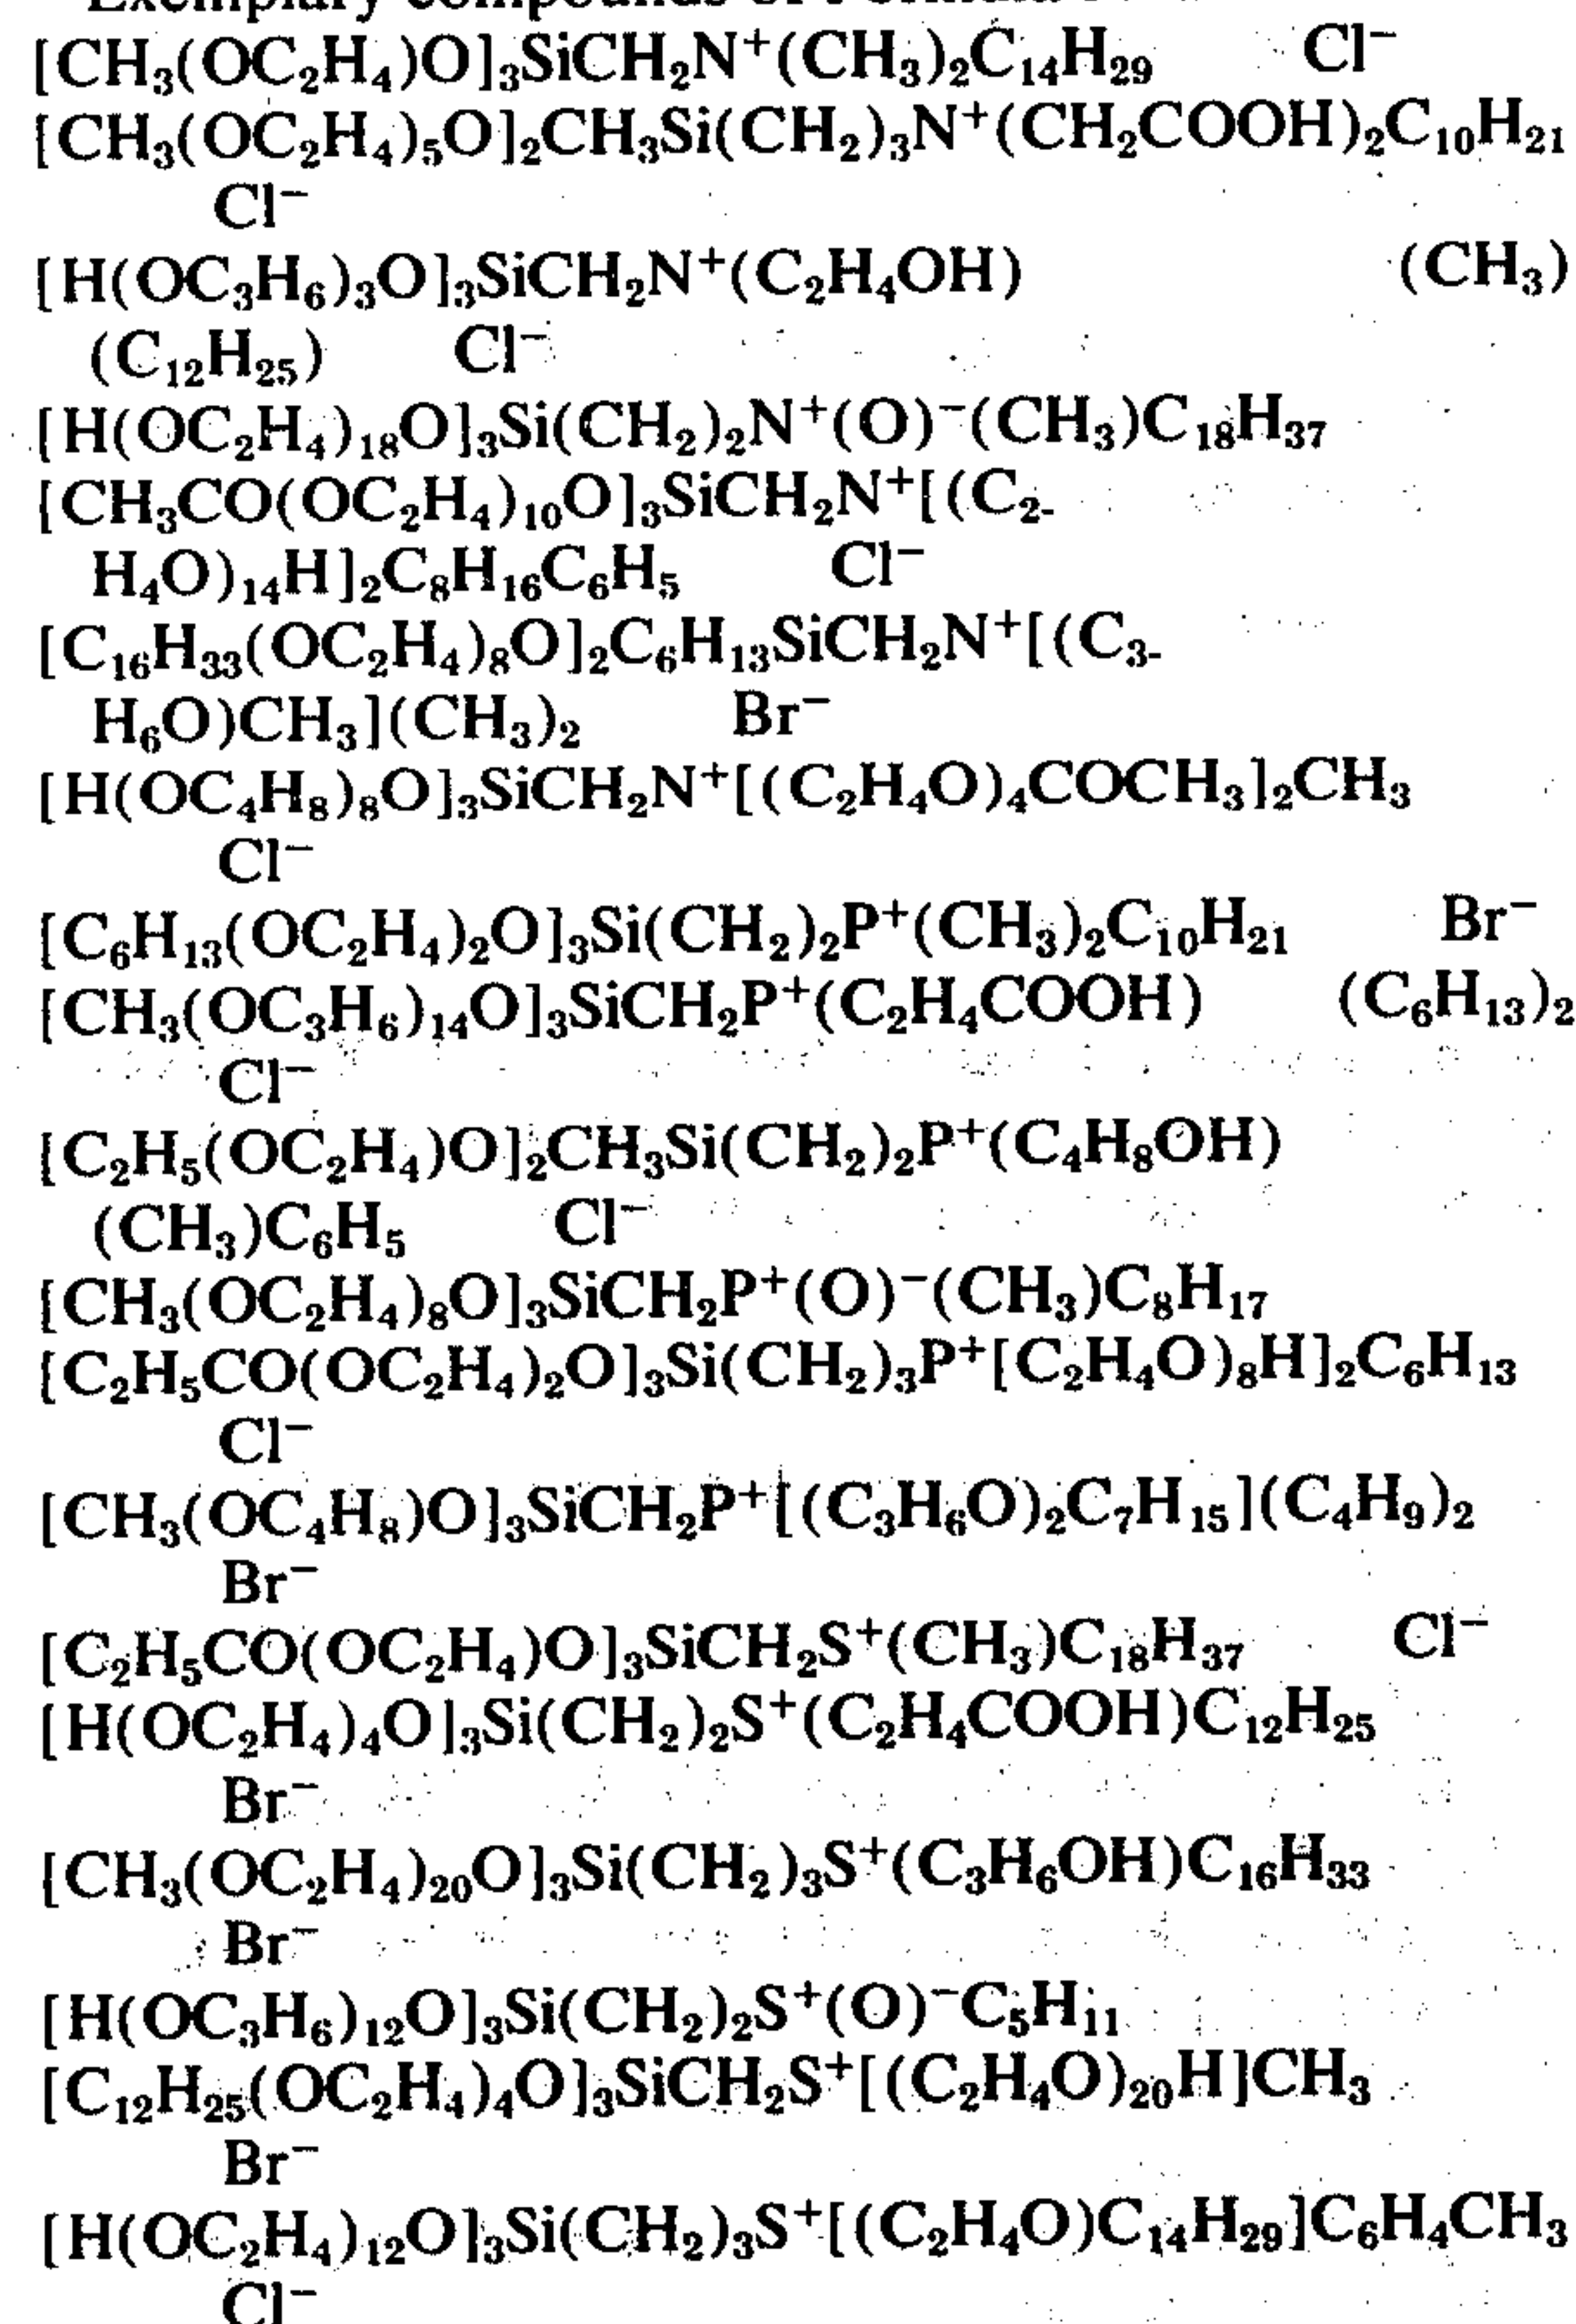 Exemplary compounds of Formula
[CH₃(OC₂H₄)O]₃SiCH₂N⁺(CH₃)₂C₁₄H₂₉ Cl⁻
[CH₃(OC₂H₄)₅O]₂CH₃Si(CH₂)₃N⁺(CH₂COOH)₂C₁₀H₂₁
Cl⁻
[H(OC₃H₆)₃O]₃SiCH₂N⁺(C₂H₄OH) (CH₃)
(C₁₂H₂₅) Cl⁻
[H(OC₂H₄)₁₈O]₃Si(CH₂)₂N⁺(O)⁻(CH₃)C₁₈H₃₇
[CH₃CO(OC₂H₄)₁₀O]₃SiCH₂N⁺[(C₂-
H₄O)₁₄H]₂C₈H₁₆C₆H₅ Cl⁻
[C₁₆H₃₃(OC₂H₄)₈O]₂C₆H₁₃SiCH₂N⁺[(C₃-
H₆O)CH₃](CH₃)₂ Br⁻
[H(OC₄H₈)₈O]₃SiCH₂N⁺[(C₂H₄O)₄COCH₃]₂CH₃
Cl⁻
[C₆H₁₃(OC₂H₄)₂O]₃Si(CH₂)₂P⁺(CH₃)₂C₁₀H₂₁ Br⁻
[CH₃(OC₃H₆)₁₄O]₃SiCH₂P⁺(C₂H₄COOH) (C₆H₁₃)₂
Cl⁻
[C₂H₅(OC₂H₄)O]₂CH₃Si(CH₂)₂P⁺(C₄H₈OH)
(CH₃)C₆H₅ Cl⁻
[CH₃(OC₂H₄)₈O]₃SiCH₂P⁺(O)⁻(CH₃)C₈H₁₇
[C₂H₅CO(OC₂H₄)₂O]₃Si(CH₂)₃P⁺[C₂H₄O)₈H]₂C₆H₁₃
Cl⁻
[CH₃(OC₄H₈)O]₃SiCH₂P⁺[(C₃H₆O)₂C₇H₁₅](C₄H₉)₂
Br⁻
[C₂H₅CO(OC₂H₄)O]₃SiCH₂S⁺(CH₃)C₁₈H₃₇ Cl⁻
[H(OC₂H₄)₄O]₃Si(CH₂)₂S⁺(C₂H₄COOH)C₁₂H₂₅
Br⁻
[CH₃(OC₂H₄)₂₀O]₃Si(CH₂)₃S⁺(C₃H₆OH)C₁₆H₃₃
Br⁻
[H(OC₃H₆)₁₂O]₃Si(CH₂)₂S⁺(O)⁻C₅H₁₁
[C₁₂H₂₅(OC₂H₄)₄O]₃SiCH₂S⁺[(C₂H₄O)₂₀H]CH₃
Br⁻
[H(OC₂H₄)₁₂O]₃Si(CH₂)₃S⁺[(C₂H₄O)C₁₄H₂₉]C₆H₄CH₃
Cl⁻